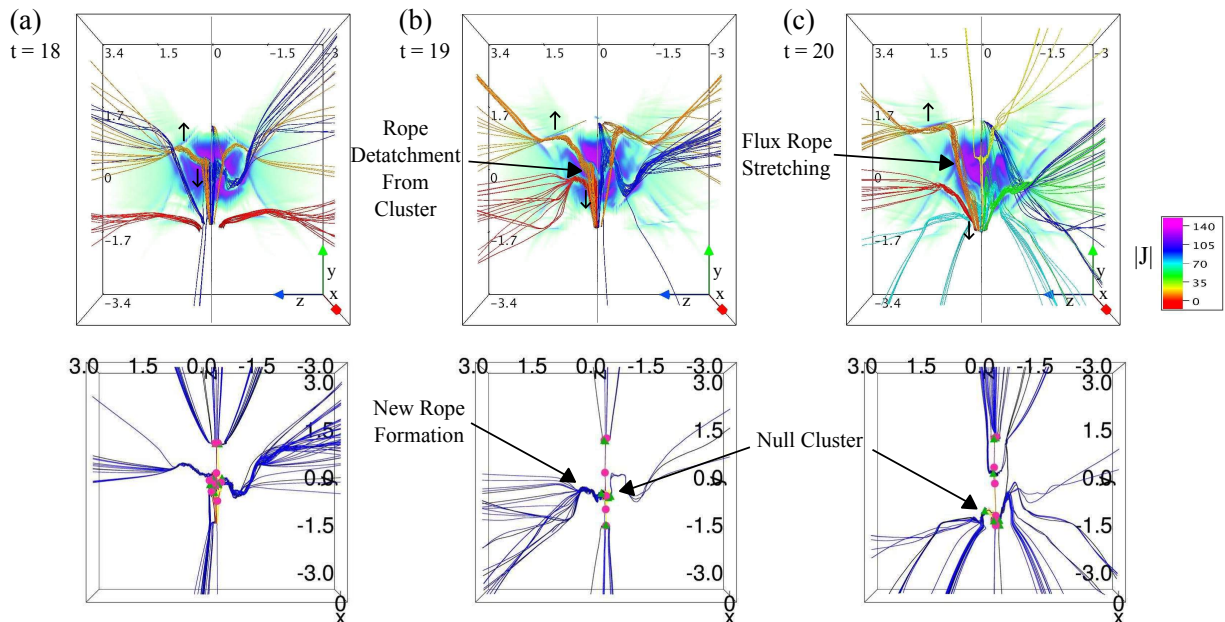 (a)
t = 18
3.4 1.5 0 -1.5 -3
1.7
0
-1.7
-3.4
y
z
x
(b)
t = 19
3.4 1.5 0 -1.5 -3
1.7
0
-1.7
-3.4
y
z
x
Rope
Detatchment
From
Cluster
(c)
t = 20
3.4 1.5 0 -1.5 -3
1.7
0
-1.7
-3.4
y
z
x
Flux Rope
Stretching
|J|
140
105
70
35
0
3.0 1.5 0.0 -1.5 -3.0
z
3.0
1.5
0.0
-1.5
-3.0
0
x
New Rope
Formation
3.0 1.5 0.0 -1.5 -3.0
z
3.0
1.5
0.0
-1.5
-3.0
0
x
Null Cluster
3.0 1.5 0.0 -1.5 -3.0
z
3.0
1.5
0.0
-1.5
-3.0
0
x